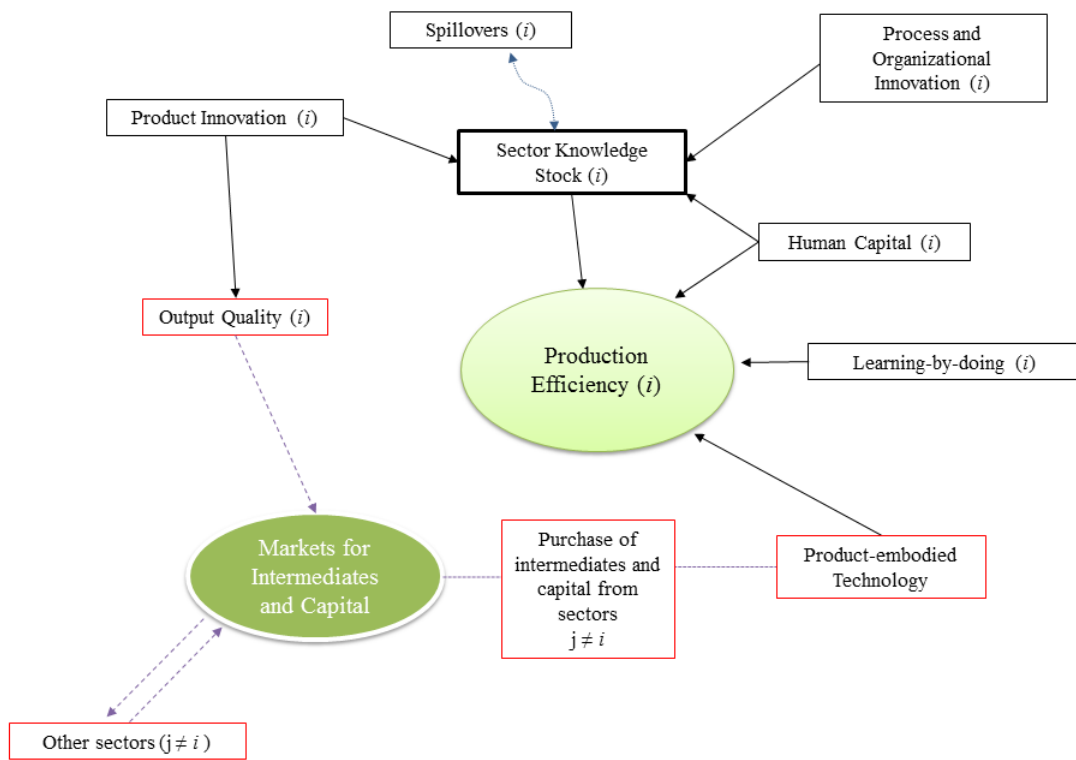 Spillovers (i)
Process and
Organizational
Innovation (i)
Product Innovation (i)
Sector Knowledge
Stock (i)
Human Capital (i)
Output Quality (i)
Production
Efficiency (i)
Learning-by-doing (i)
Markets for
Intermediates
and Capital
Purchase of
intermediates and
capital from
sectors
j ≠ i
Product-embodied
Technology
Other sectors (j ≠ i )